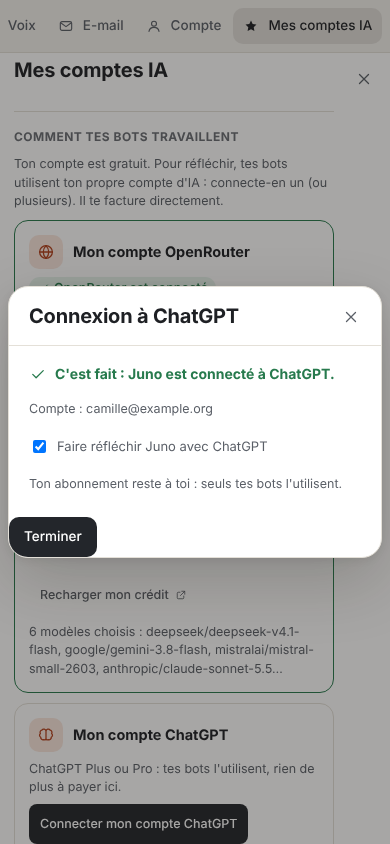 Voix
E-mail
Compte
Mes comptes IA
Mes comptes IA
COMMENT TES BOTS TRAVAILLENT
Ton compte est gratuit. Pour réfléchir, tes bots
utilisent ton propre compte d'IA : connecte-en un (ou
plusieurs). Il te facture directement.
Mon compte OpenRouter
OpenRouter est connecté
Connexion à ChatGPT
C'est fait : Juno est connecté à ChatGPT.
Compte : camille@example.org
Faire réfléchir Juno avec ChatGPT
Ton abonnement reste à toi : seuls tes bots l'utilisent.
Terminer
Recharger mon crédit
6 modèles choisis : deepseek/deepseek-v4.1-
flash, google/gemini-3.8-flash, mistralai/mistral-
small-2603, anthropic/claude-sonnet-5.5...
Mon compte ChatGPT
ChatGPT Plus ou Pro : tes bots l'utilisent, rien de
plus à payer ici.
Connecter mon compte ChatGPT